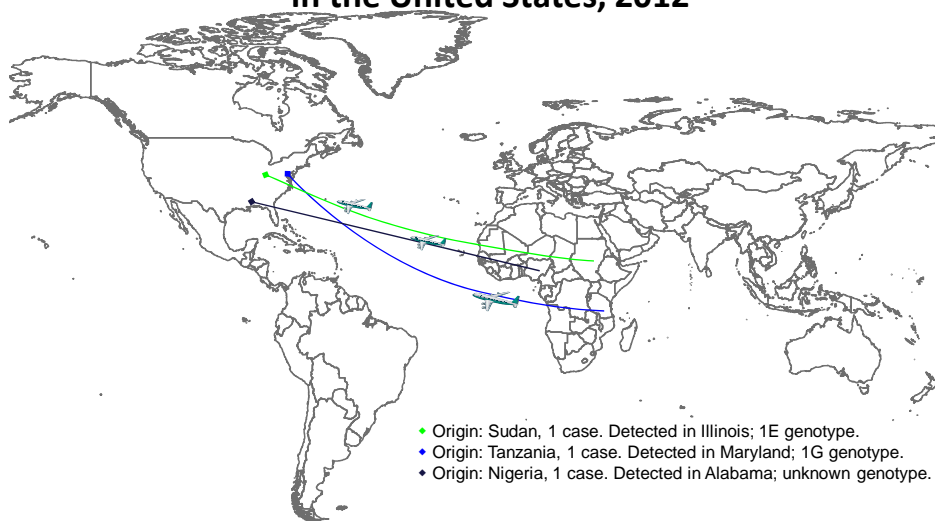 in the United States, 2012
Origin: Sudan, 1 case. Detected in Illinois; 1E genotype.
Origin: Tanzania, 1 case. Detected in Maryland; 1G genotype.
Origin: Nigeria, 1 case. Detected in Alabama; unknown genotype.